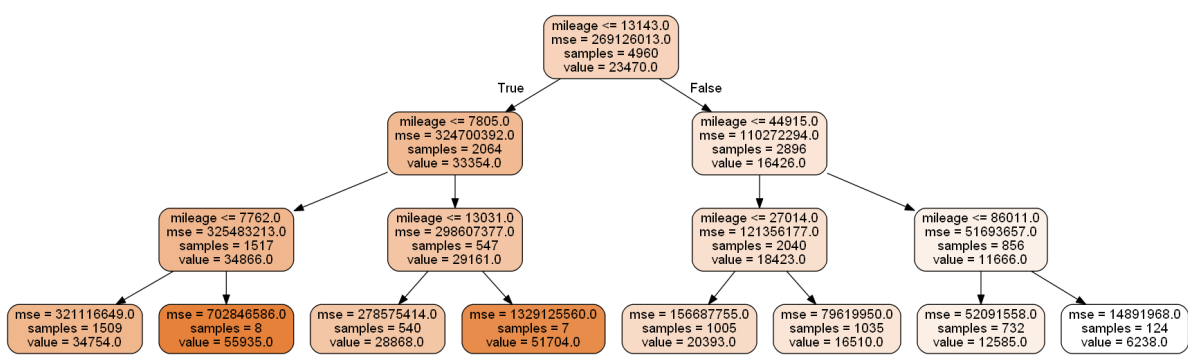 mileage <= 13143.0
mse = 269126013.0
samples = 4960
value = 23470.0
True
False
mileage <= 7805.0
mse = 324700392.0
samples = 2064
value = 33354.0
mileage <= 44915.0
mse = 110272294.0
samples = 2896
value = 16426.0
mileage <= 7762.0
mse = 325483213.0
samples = 1517
value = 34866.0
mileage <= 13031.0
mse = 298607377.0
samples = 547
value = 29161.0
mileage <= 27014.0
mse = 121356177.0
samples = 2040
value = 18423.0
mileage <= 86011.0
mse = 51693657.0
samples = 856
value = 11666.0
mse = 321116649.0
samples = 1509
value = 34754.0
mse = 702846586.0
samples = 8
value = 55935.0
mse = 278575414.0
samples = 540
value = 28868.0
mse = 1329125560.0
samples = 7
value = 51704.0
mse = 156687755.0
samples = 1005
value = 20393.0
mse = 79619950.0
samples = 1035
value = 16510.0
mse = 52091558.0
samples = 732
value = 12585.0
mse = 14891968.0
samples = 124
value = 6238.0